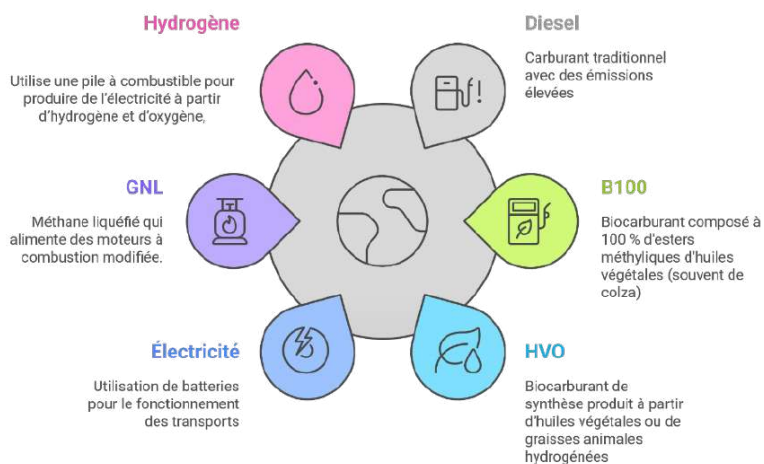 Hydrogène
Utilise une pile à combustible pour
produire de l'électricité à partir
d'hydrogène et d'oxygène,
Diesel
Carburant traditionnel
avec des émissions
élevées
GNL
Méthane liquéfié qui
alimente des moteurs à
combustion modifiée.
B100
Biocarburant composé à
100 % d'esters
méthyliques d'huiles
végétales (souvent de
colza)
Électricité
Utilisation de batteries
pour le fonctionnement
des transports
HVO
Biocarburant de
synthèse produit à partir
d'huiles végétales ou de
graisses animales
hydrogénées